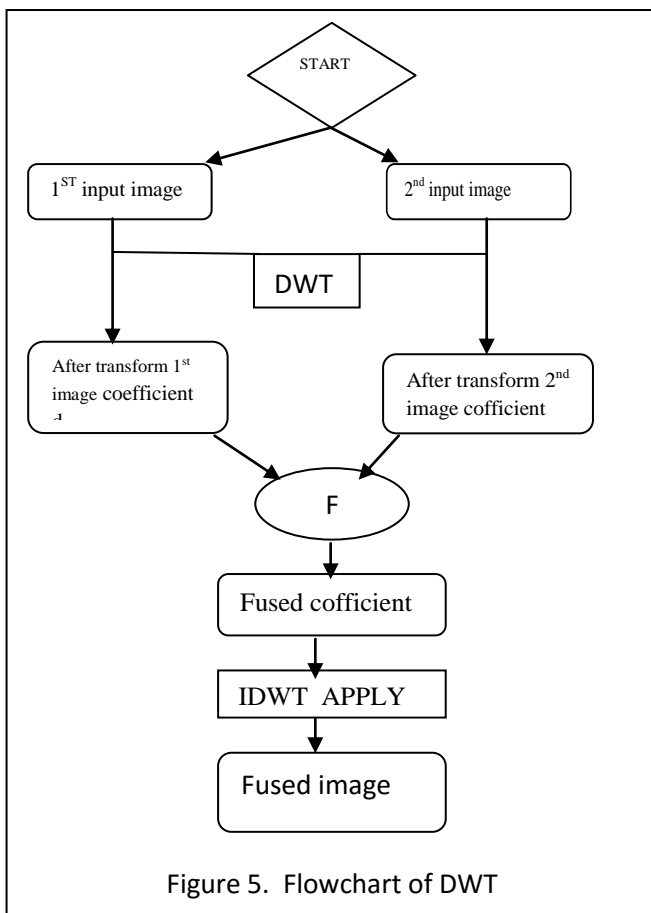 START
1ST input image
2nd input image
DWT
After transform 1st
image coefficient
After transform 2nd
image cofficient
F
Fused cofficient
IDWT APPLY
Fused image
Figure 5. Flowchart of DWT